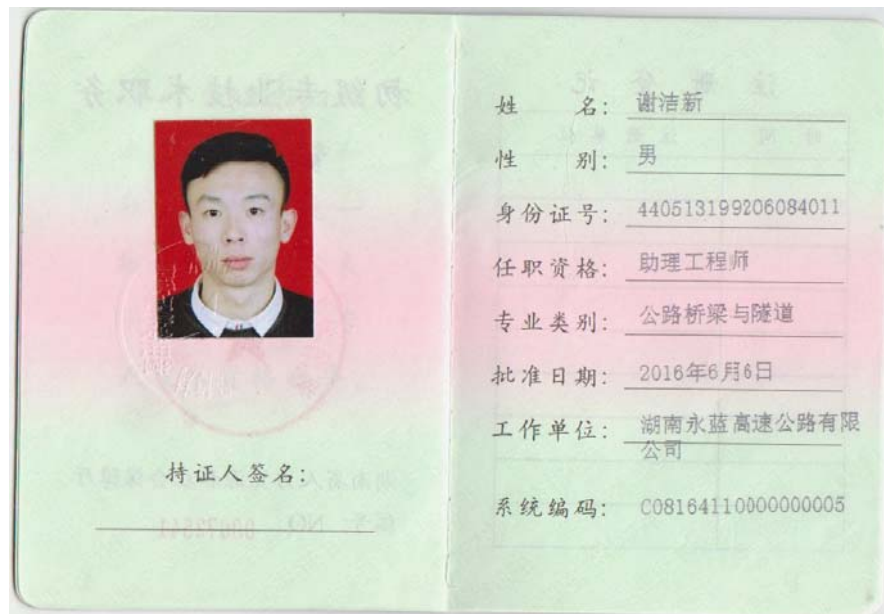 姓 名: 谢洁新
性 别: 男
身份证号: 440513199206084011
任职资格: 助理工程师
专业类别: 公路桥梁与隧道
批准日期: 2016年6月6日
工作单位: 湖南永蓝高速公路有限
公司
系统编码: C08164110000000005
持证人签名: